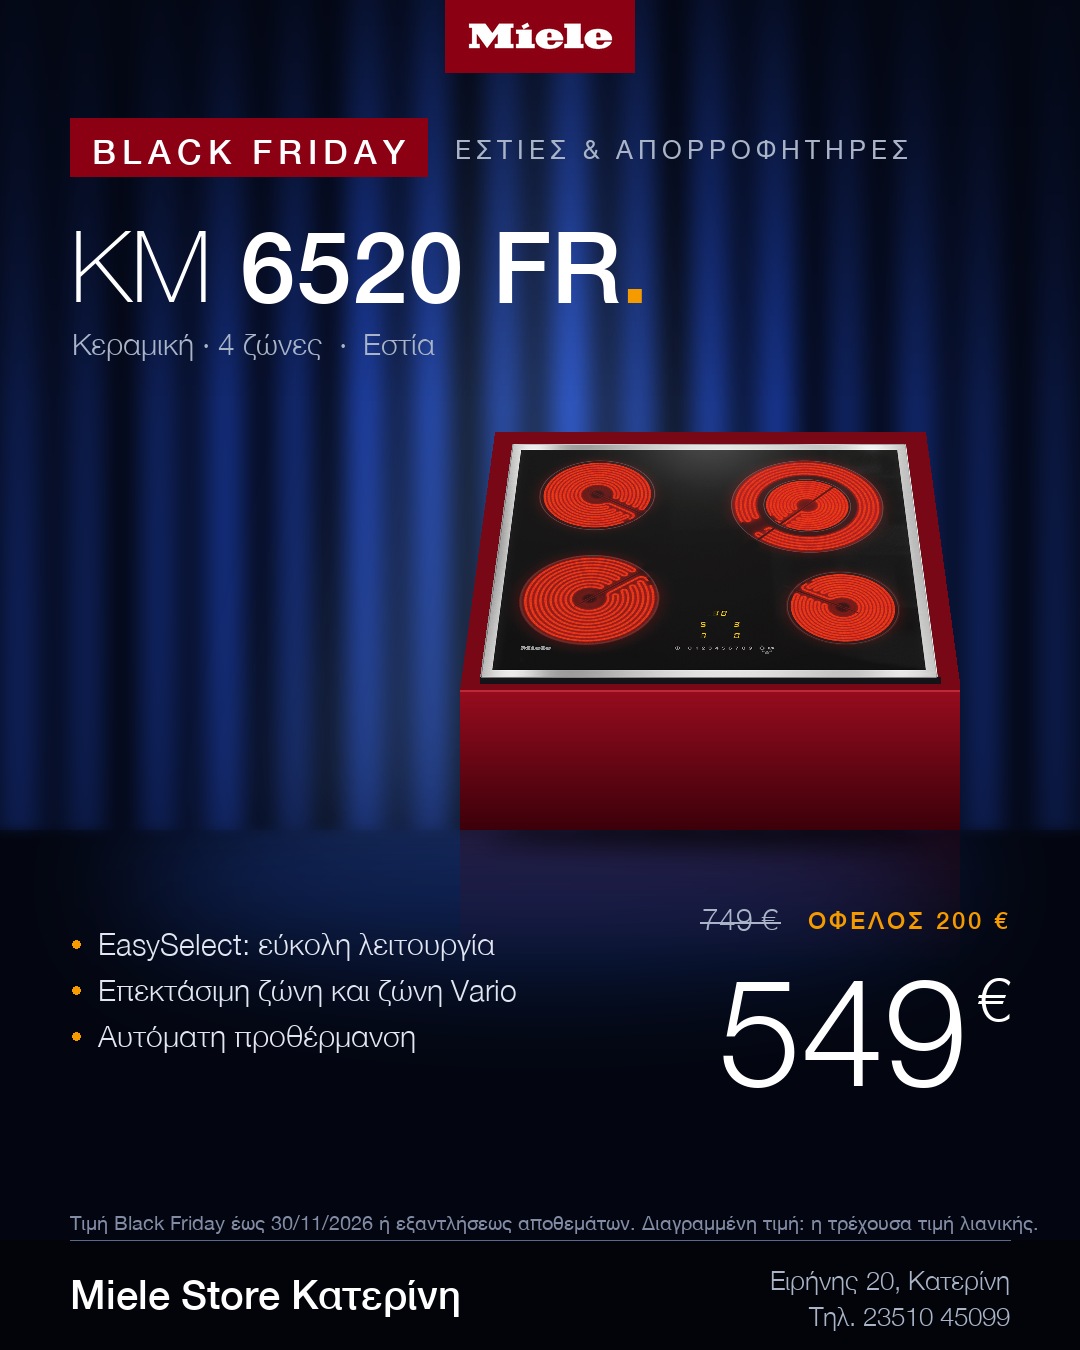 Miele
BLACK FRIDAY
ΕΣΤΙΕΣ & ΑΠΟΡΡΟΦΗΤΗΡΕΣ
KM 6520 FR.
Κεραμική · 4 ζώνες · Εστία
Miele
749 €
ΟΦΕΛΟΣ 200 €
549 €
• EasySelect: εύκολη λειτουργία
• Επεκτάσιμη ζώνη και ζώνη Vario
• Αυτόματη προθέρμανση
Τιμή Black Friday έως 30/11/2026 ή εξαντλήσεως αποθεμάτων. Διαγραμμένη τιμή: η τρέχουσα τιμή λιανικής.
Miele Store Κατερίνη
Ειρήνης 20, Κατερίνη
Τηλ. 23510 45099